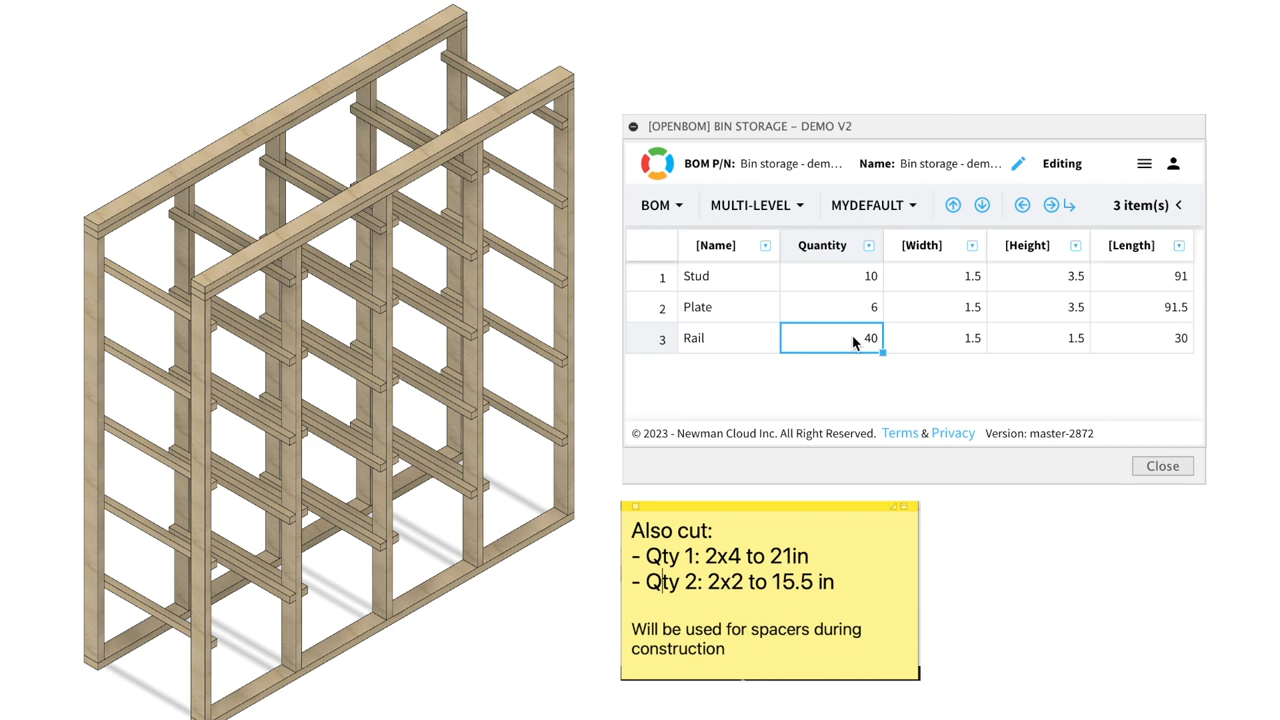 [OPENBOM] BIN STORAGE – DEMO V2
BOM P/N: Bin storage - dem... Name: Bin storage - dem... Editing
BOM MULTI-LEVEL MYDEFAULT 3 item(s)
[Name] Quantity [Width] [Height] [Length]
1 Stud 10 1.5 3.5 91
2 Plate 6 1.5 3.5 91.5
3 Rail 40 1.5 1.5 30
© 2023 - Newman Cloud Inc. All Right Reserved. Terms & Privacy Version: master-2872
Close
Also cut:
- Qty 1: 2x4 to 21in
- Qty 2: 2x2 to 15.5 in
Will be used for spacers during
construction